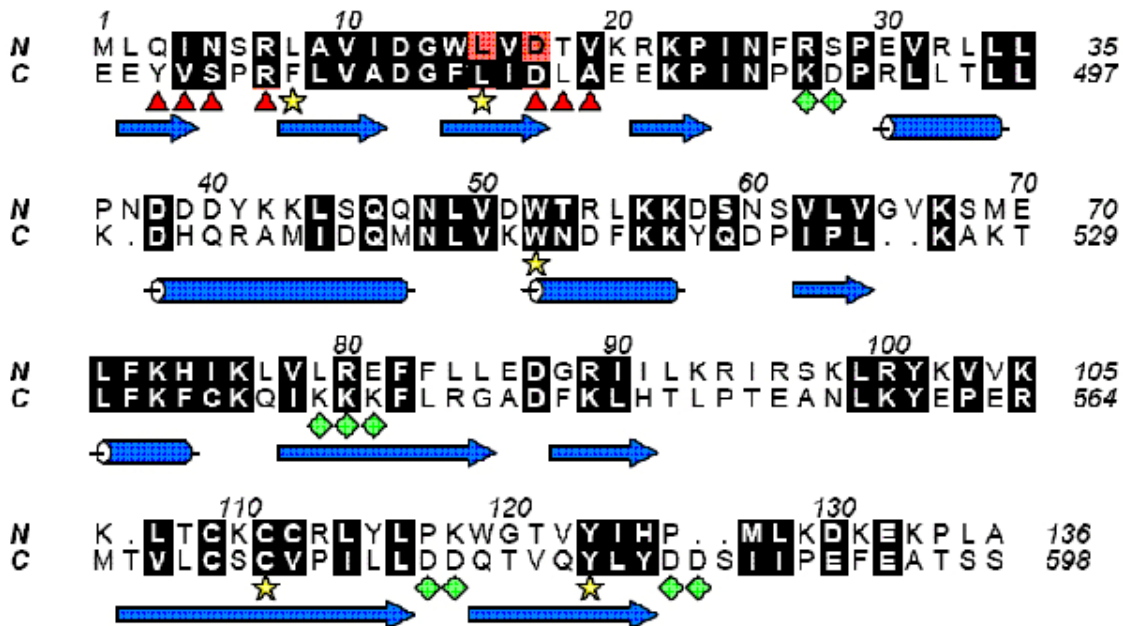 1 10 20 30
N MLQINSRLAVIDGWLVDTVKRKPINFRSPEVRLLL 35
C EEYVSPRFLVADGFLIDLAEEKPINPKDPRLLTLL 497
40 50 60 70
N PNDDDYKKLSQQNLVDWTRLKKDSNSVLVGVKSME 70
C K.DHQRAMIDQMNLVKWNDFKKYQDPIPL..KAKT 529
80 90 100
N LFKHIKLVLREFFLLEDGRIILKRIRSKLRYKVVK 105
C LFKFCKQIKKKFLRGADFKLHTLPTEANLKYEPER 564
110 120 130
N K.LTCKCCRLYLPKWGTVYIHP..MLKDKEKPLA 136
C MTVLCSCVPILLDDQTVQYLYDDSIIPEFEATSS 598